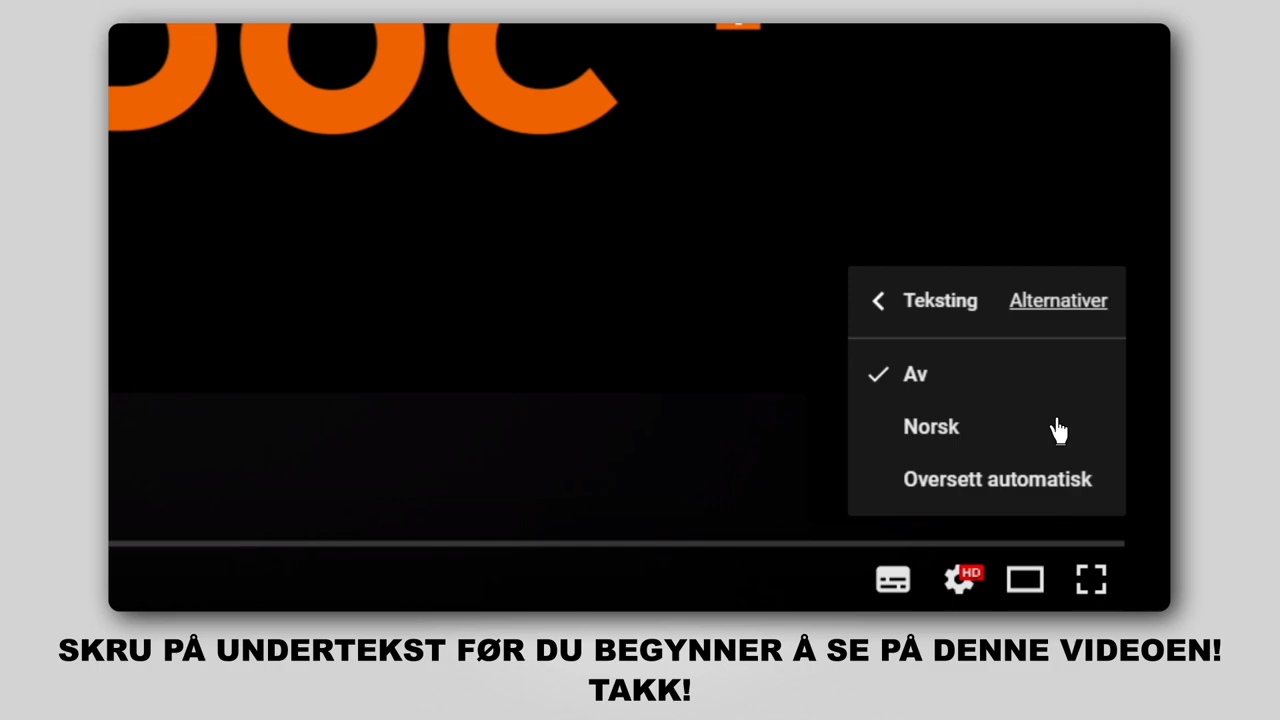 Teksting Alternativer
Av
Norsk
Oversett automatisk
HD
SKRU PÅ UNDERTEKST FØR DU BEGYNNER Å SE PÅ DENNE VIDEOEN!
TAKK!